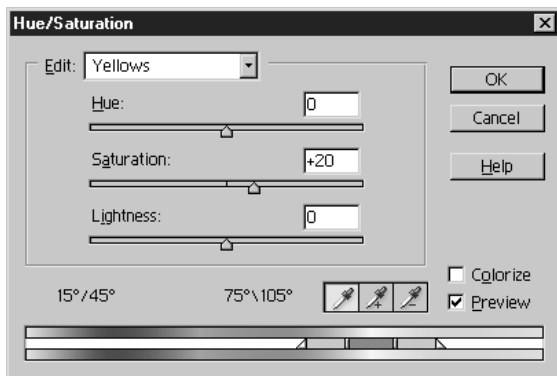 Hue/Saturation
Edit: Yellows
Hue: 0
Saturation: +20
Lightness: 0
OK
Cancel
Help
Colorize
Preview
15°/45° 75°\105°